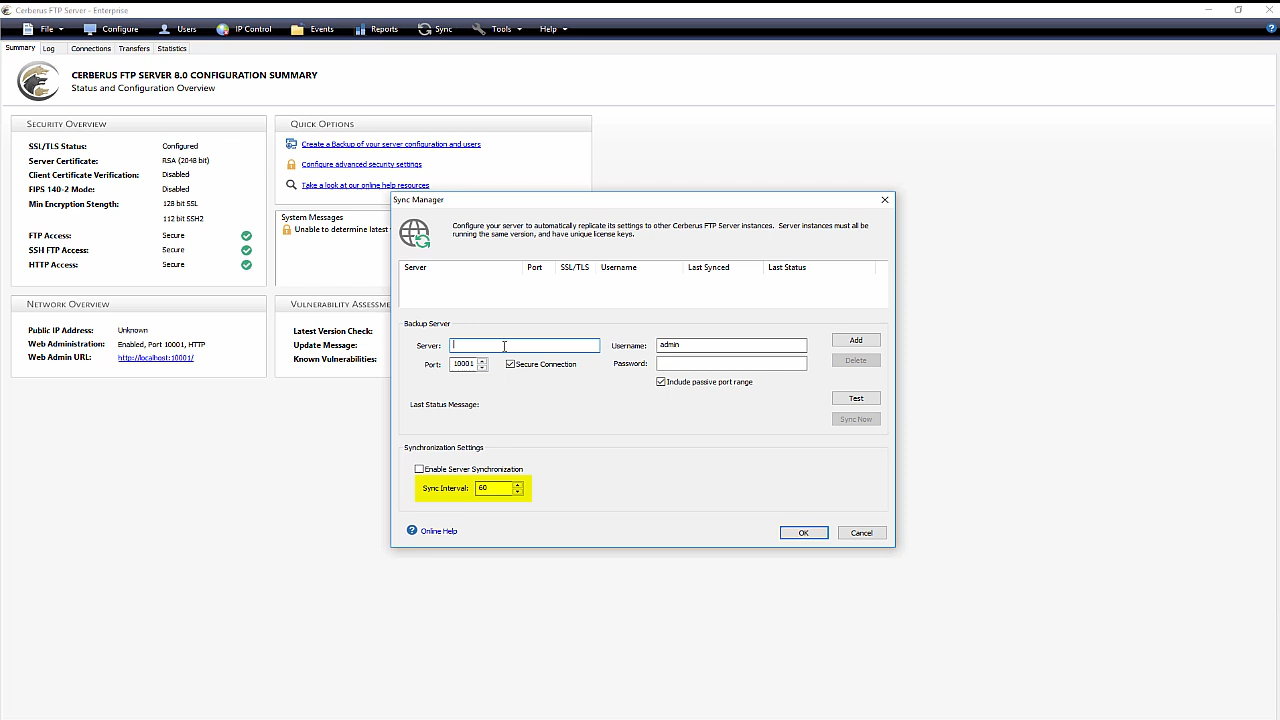 Cerberus FTP Server - Enterprise
File Configure Users IP Control Events Reports Sync Tools Help
Summary Log Connections Transfers Statistics
CERBERUS FTP SERVER 8.0 CONFIGURATION SUMMARY
Status and Configuration Overview
SECURITY OVERVIEW
SSL/TLS Status: Configured
Server Certificate: RSA (2048 bit)
Client Certificate Verification: Disabled
FIPS 140-2 Mode: Disabled
Min Encryption Stength: 128 bit SSL
112 bit SSH2
FTP Access: Secure
SSH FTP Access: Secure
HTTP Access: Secure
QUICK OPTIONS
Create a Backup of your server configuration and users
Configure advanced security settings
Take a look at our online help resources
System Messages
Unable to determine latest
NETWORK OVERVIEW
Public IP Address: Unknown
Web Administration: Enabled, Port 10001, HTTP
Web Admin URL: http://localhost:10001/
VULNERABILITY ASSESSME
Latest Version Check:
Update Message:
Known Vulnerabilities:
Sync Manager
Configure your server to automatically replicate its settings to other Cerberus FTP Server instances. Server instances must all be
running the same version, and have unique license keys.
Server Port SSL/TLS Username Last Synced Last Status
Backup Server
Server: Username: admin Add
Port: 10001 Secure Connection Password: Delete
Include passive port range
Last Status Message: Test
Sync Now
Synchronization Settings
Enable Server Synchronization
Sync Interval: 60
Online Help OK Cancel